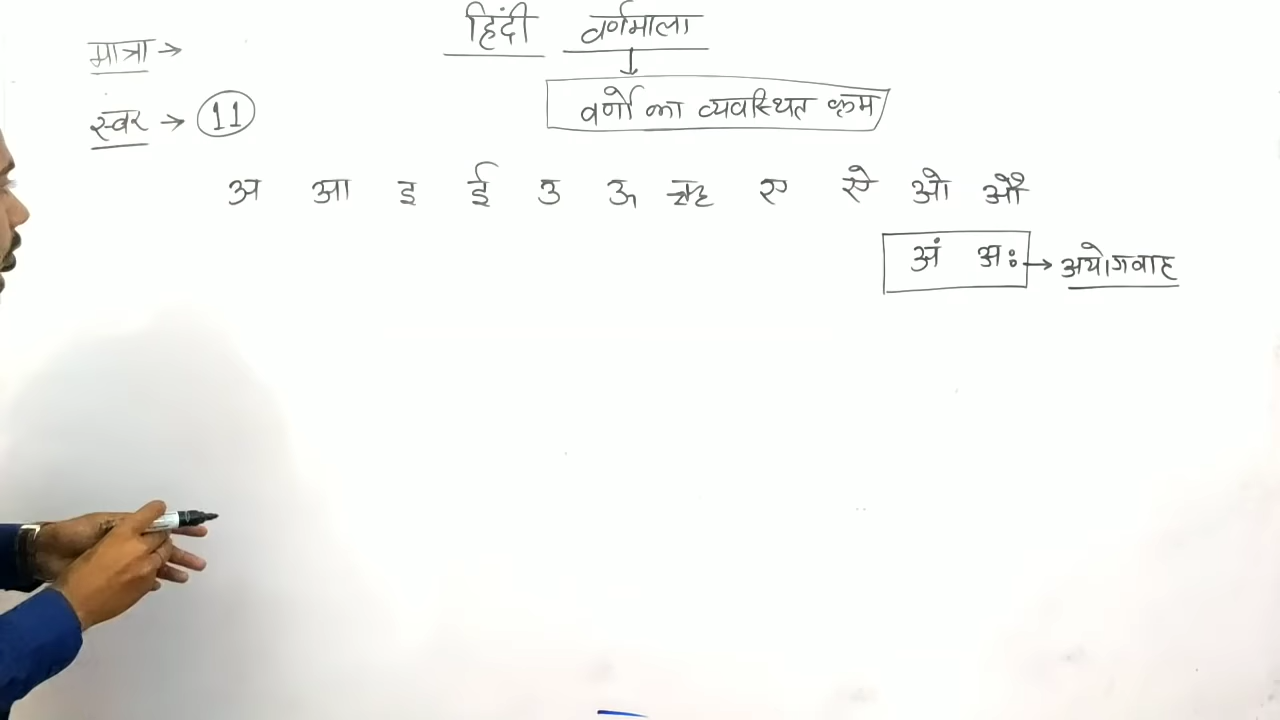 हिंदी वर्णमाला
मात्रा →
वर्णो का व्यवस्थित क्रम
स्वर → 11
अ आ इ ई उ ऊ ऋ ए ऐ ओ औ
अं अः → अयोगवाह